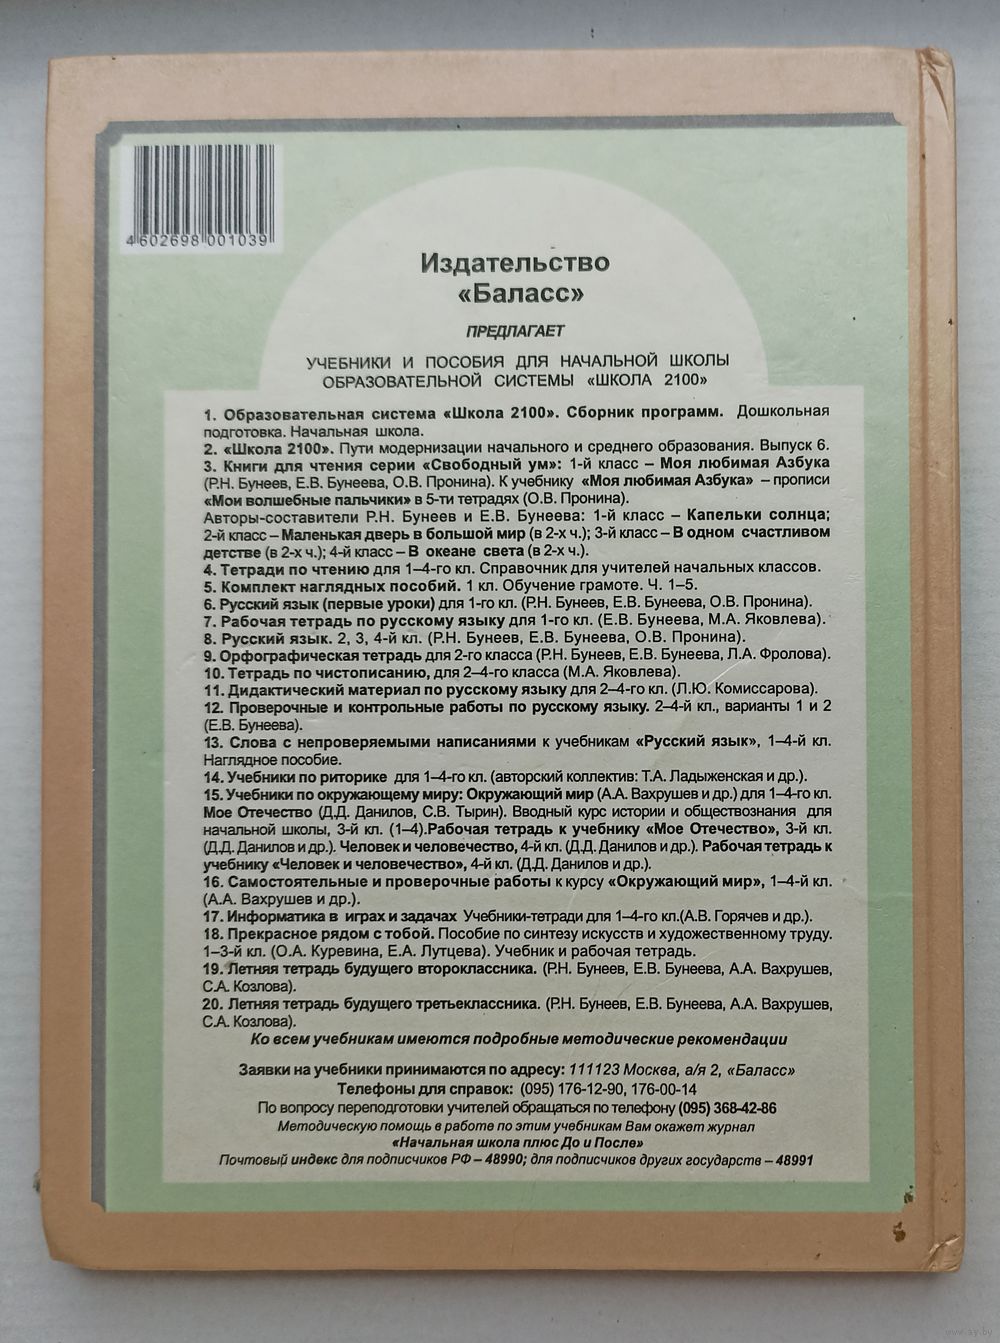 4602698 001039
Издательство
«Баласс»
ПРЕДЛАГАЕТ
УЧЕБНИКИ И ПОСОБИЯ ДЛЯ НАЧАЛЬНОЙ ШКОЛЫ
ОБРАЗОВАТЕЛЬНОЙ СИСТЕМЫ «ШКОЛА 2100»
1. Образовательная система «Школа 2100». Сборник программ. Дошкольная
подготовка. Начальная школа.
2. «Школа 2100». Пути модернизации начального и среднего образования. Выпуск 6.
3. Книги для чтения серии «Свободный ум»: 1-й класс – Моя любимая Азбука
(Р.Н. Бунеев, Е.В. Бунеева, О.В. Пронина). К учебнику «Моя любимая Азбука» – прописи
«Мои волшебные пальчики» в 5-ти тетрадях (О.В. Пронина).
Авторы-составители Р.Н. Бунеев и Е.В. Бунеева: 1-й класс – Капельки солнца;
2-й класс – Маленькая дверь в большой мир (в 2-х ч.); 3-й класс – В одном счастливом
детстве (в 2-х ч.); 4-й класс – В океане света (в 2-х ч.).
4. Тетради по чтению для 1–4-го кл. Справочник для учителей начальных классов.
5. Комплект наглядных пособий. 1 кл. Обучение грамоте. Ч. 1–5.
6. Русский язык (первые уроки) для 1-го кл. (Р.Н. Бунеев, Е.В. Бунеева, О.В. Пронина).
7. Рабочая тетрадь по русскому языку для 1-го кл. (Е.В. Бунеева, М.А. Яковлева).
8. Русский язык. 2, 3, 4-й кл. (Р.Н. Бунеев, Е.В. Бунеева, О.В. Пронина).
9. Орфографическая тетрадь для 2-го класса (Р.Н. Бунеев, Е.В. Бунеева, Л.А. Фролова).
10. Тетрадь по чистописанию, для 2–4-го класса (М.А. Яковлева).
11. Дидактический материал по русскому языку для 2–4-го кл. (Л.Ю. Комиссарова).
12. Проверочные и контрольные работы по русскому языку. 2–4-й кл., варианты 1 и 2
(Е.В. Бунеева).
13. Слова с непроверяемыми написаниями к учебникам «Русский язык», 1–4-й кл.
Наглядное пособие.
14. Учебники по риторике для 1–4-го кл. (авторский коллектив: Т.А. Ладыженская и др.).
15. Учебники по окружающему миру: Окружающий мир (А.А. Вахрушев и др.) для 1–4-го кл.
Мое Отечество (Д.Д. Данилов, С.В. Тырин). Вводный курс истории и обществознания для
начальной школы, 3-й кл. (1–4).Рабочая тетрадь к учебнику «Мое Отечество», 3-й кл.
(Д.Д. Данилов и др.). Человек и человечество, 4-й кл. (Д.Д. Данилов и др.). Рабочая тетрадь к
учебнику «Человек и человечество», 4-й кл. (Д.Д. Данилов и др.).
16. Самостоятельные и проверочные работы к курсу «Окружающий мир», 1–4-й кл.
(А.А. Вахрушев и др.).
17. Информатика в играх и задачах Учебники-тетради для 1–4-го кл.(А.В. Горячев и др.).
18. Прекрасное рядом с тобой. Пособие по синтезу искусств и художественному труду.
1–3-й кл. (О.А. Куревина, Е.А. Лутцева). Учебник и рабочая тетрадь.
19. Летняя тетрадь будущего второклассника. (Р.Н. Бунеев, Е.В. Бунеева, А.А. Вахрушев,
С.А. Козлова).
20. Летняя тетрадь будущего третьеклассника. (Р.Н. Бунеев, Е.В. Бунеева, А.А. Вахрушев,
С.А. Козлова).
Ко всем учебникам имеются подробные методические рекомендации
Заявки на учебники принимаются по адресу: 111123 Москва, а/я 2, «Баласс»
Телефоны для справок: (095) 176-12-90, 176-00-14
По вопросу переподготовки учителей обращаться по телефону (095) 368-42-86
Методическую помощь в работе по этим учебникам Вам окажет журнал
«Начальная школа плюс До и После»
Почтовый индекс для подписчиков РФ – 48990; для подписчиков других государств – 48991
www.ay.by